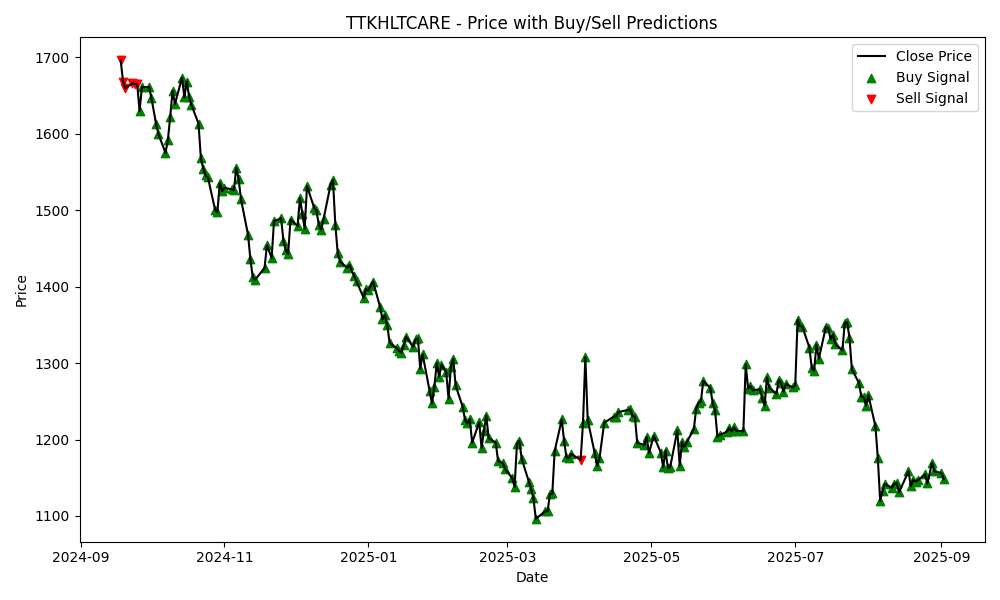 TTKHLTCARE - Price with Buy/Sell Predictions
Close Price
Buy Signal
Sell Signal
Price
1700
1600
1500
1400
1300
1200
1100
2024-09 2024-11 2025-01 2025-03 2025-05 2025-07 2025-09
Date